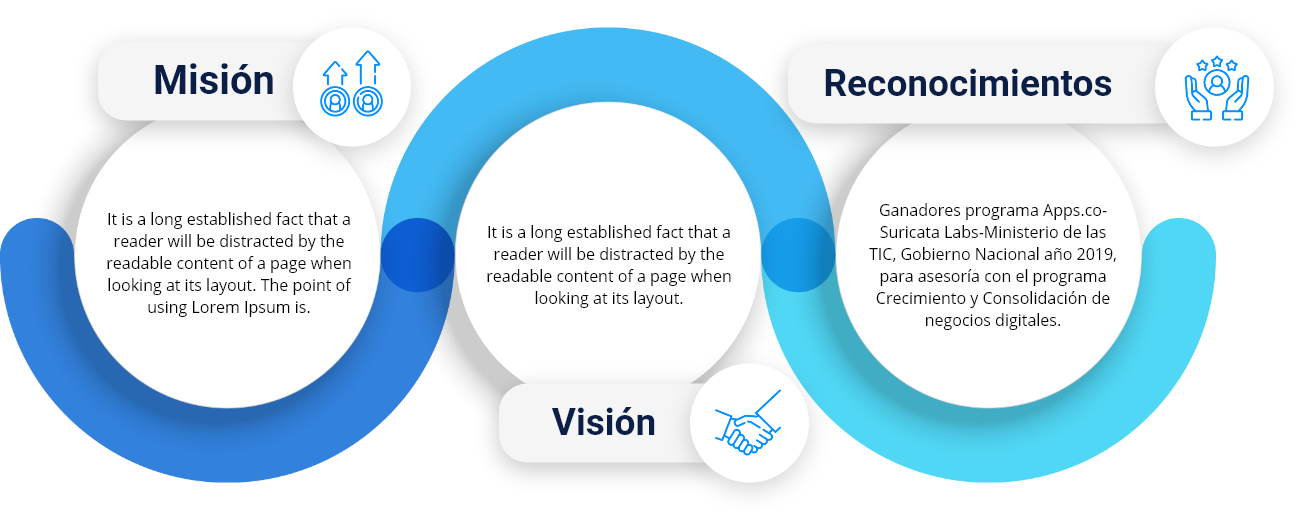 Misión
It is a long established fact that a
reader will be distracted by the
readable content of a page when
looking at its layout. The point of
using Lorem Ipsum is.
It is a long established fact that a
reader will be distracted by the
readable content of a page when
looking at its layout.
Visión
Reconocimientos
Ganadores programa Apps.co-
Suricata Labs-Ministerio de las
TIC, Gobierno Nacional año 2019,
para asesoría con el programa
Crecimiento y Consolidación de
negocios digitales.